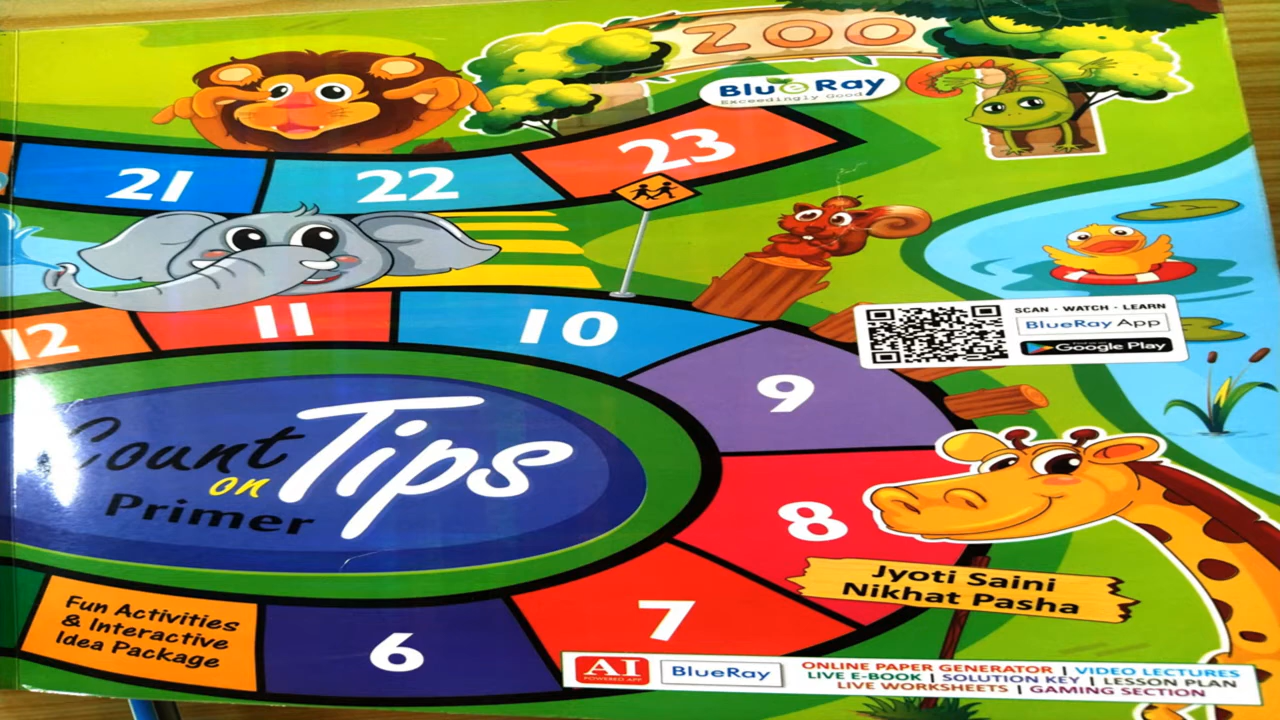 ZOO
BlueRay
Exceedingly Good
21
22
23
12
11
10
9
SCAN - WATCH - LEARN
BlueRay App
Google Play
Count
on
Tips
Primer
8
Jyoti Saini
Nikhat Pasha
Fun Activities
& Interactive
Idea Package
6
7
AI
POWERED APP
BlueRay
ONLINE PAPER GENERATOR | VIDEO LECTURES
LIVE E-BOOK | SOLUTION KEY | LESSON PLAN
LIVE WORKSHEETS | GAMING SECTION